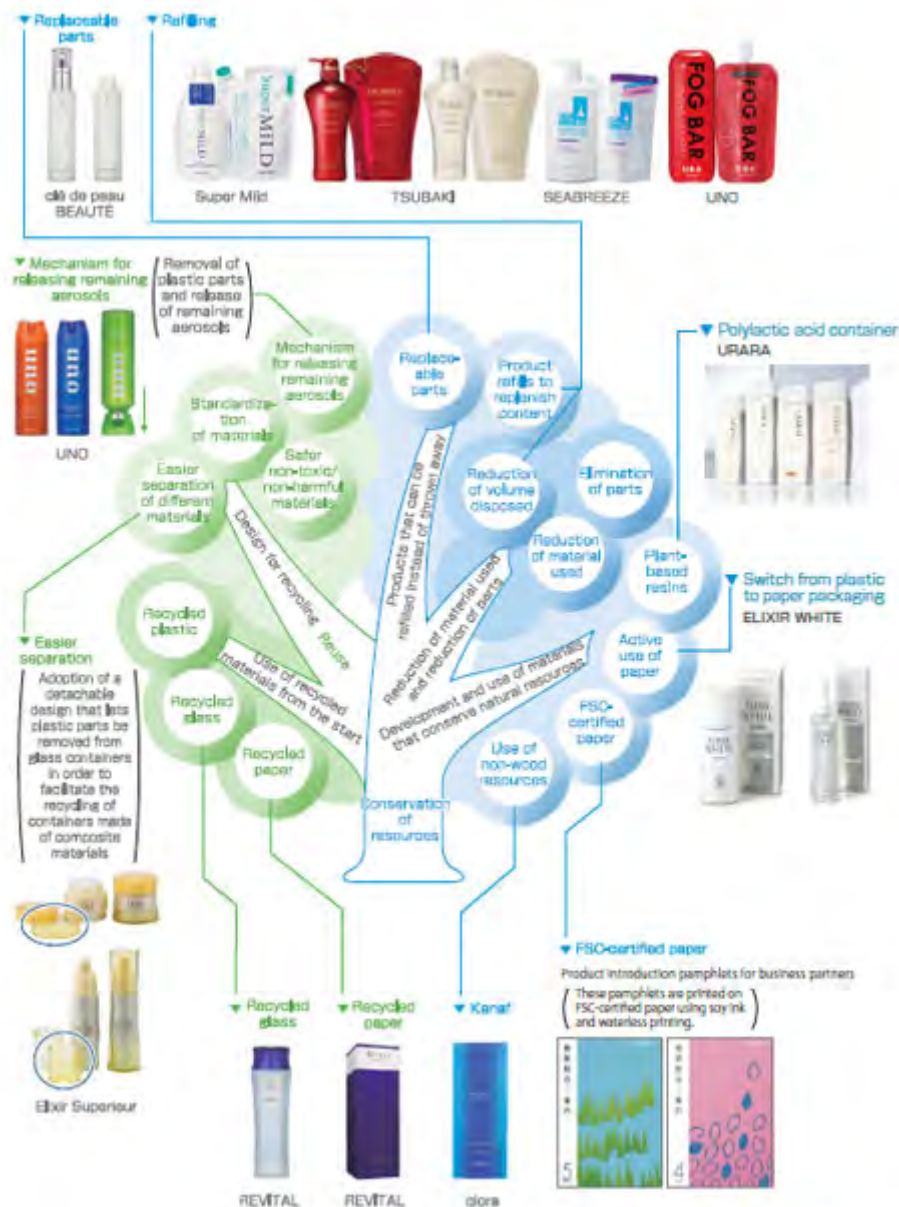 ▼ Replaceable
parts
▼ Refilling
clé de peau
BEAUTÉ
Super Mild
TSUBAKI
SEABREEZE
UNO
SUPER
MILD
FOG BAR
FOG BAR
▼ Mechanism for
releasing remaining
aerosols
(Removal of
plastic parts
and release
of remaining
aerosols)
uno
uno
UNO
Mechanism
for releasing
remaining
aerosols
Standardiza-
tion
of materials
Easier
separation
of different
materials
Safer
non-toxic/
non-harmful
materials
Replace-
able
parts
Product
refills to
replenish
content
Reduction
of volume
disposed
Elimination
of parts
Reduction
of material
used
Plant-
based
resins
Active
use of
paper
FSC-
certified
paper
Use of
non-wood
resources
Recycled
plastic
Recycled
glass
Recycled
paper
Design for recycling
Reuse
Use of recycled
materials from the start
Products that can be
refilled instead of thrown away
Reduction of material used
and reduction of parts
Development and use of materials
that conserve natural resources
Conservation
of
resources
▼ Polylactic acid container
URARA
▼ Switch from plastic
to paper packaging
ELIXIR WHITE
▼ Easier
separation
(Adoption of a
detachable
design that lets
plastic parts be
removed from
glass containers
in order to
facilitate the
recycling of
containers made
of composite
materials)
Elixir Superieur
▼ Recycled
glass
REVITAL
▼ Recycled
paper
REVITAL
▼ Kenaf
qiora
▼ FSC-certified paper
Product introduction pamphlets for business partners
(These pamphlets are printed on
FSC-certified paper using soy ink
and waterless printing.)
5
4